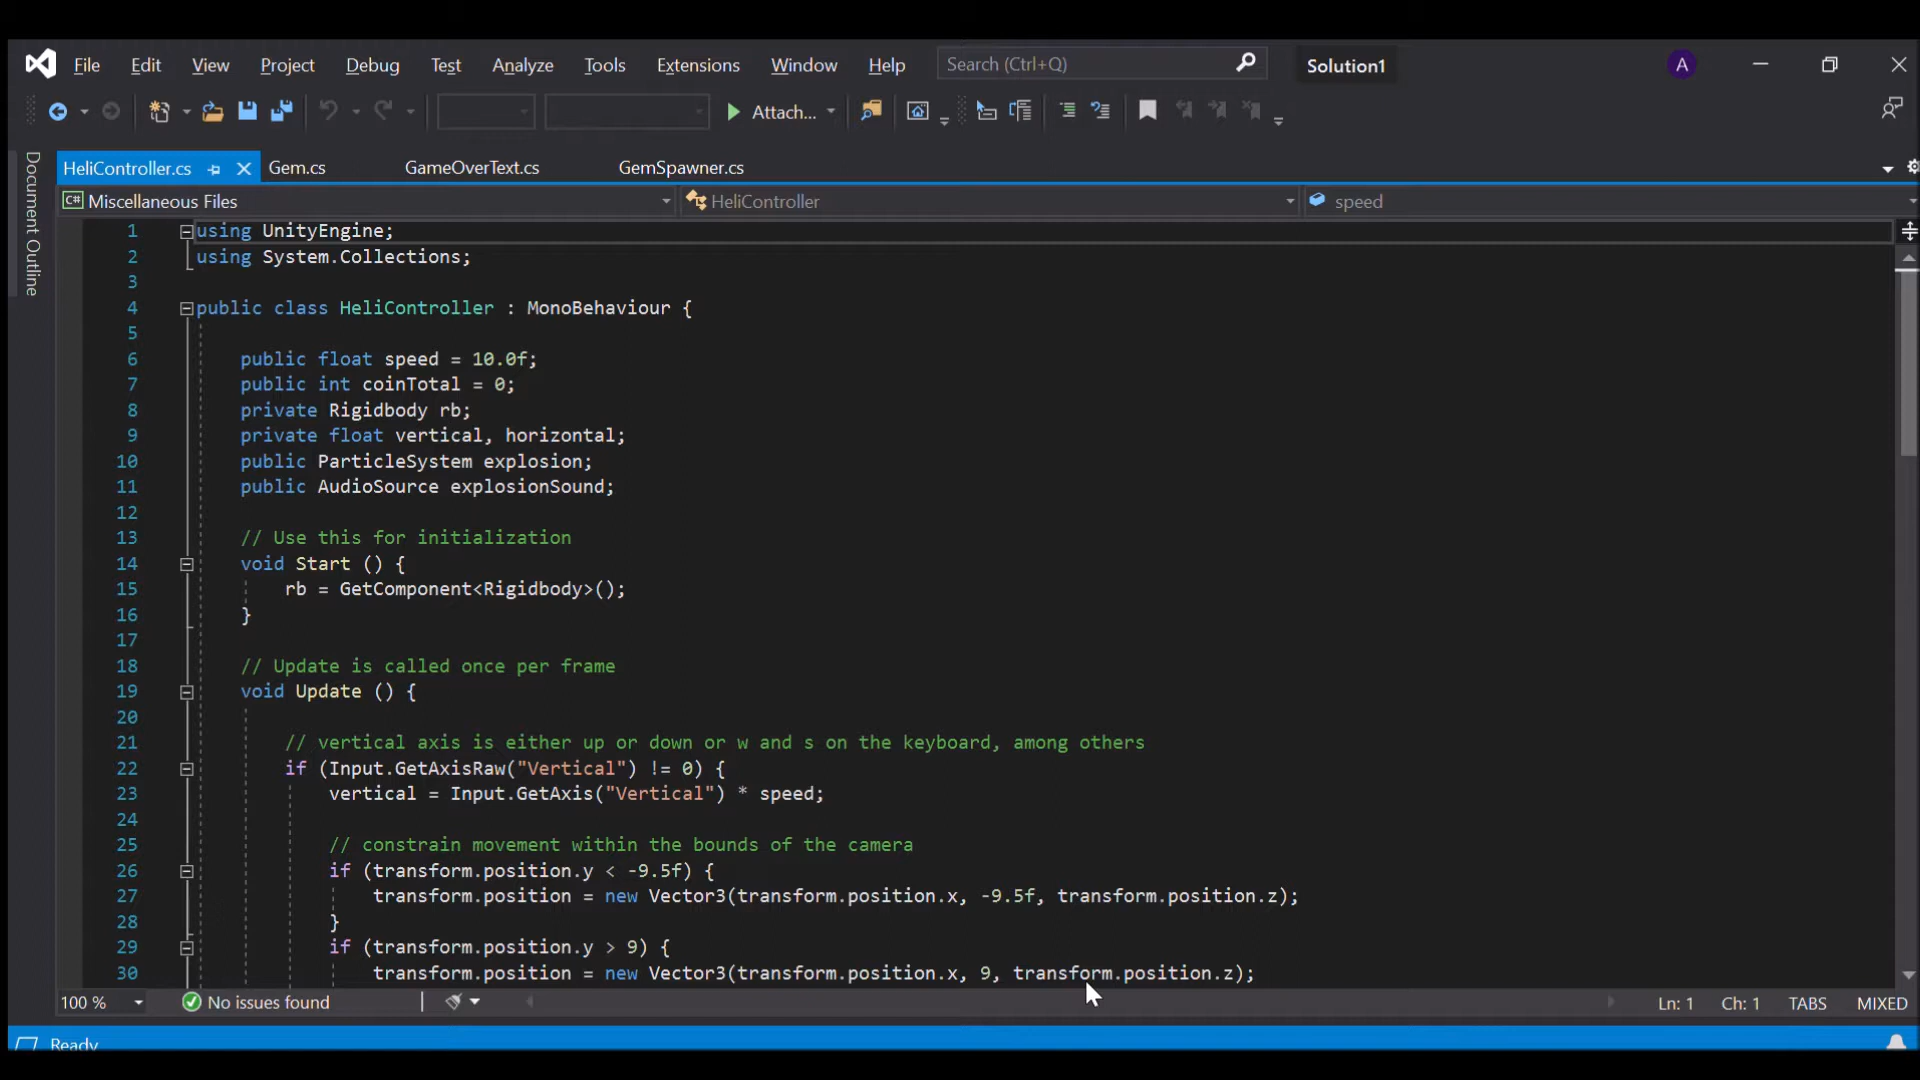 File Edit View Project Debug Test Analyze Tools Extensions Window Help Search (Ctrl+Q) Solution1 A
Attach...
Document Outline
HeliController.cs Gem.cs GameOverText.cs GemSpawner.cs
C# Miscellaneous Files HeliController speed
1 using UnityEngine;
2 using System.Collections;
3
4 public class HeliController : MonoBehaviour {
5
6 public float speed = 10.0f;
7 public int coinTotal = 0;
8 private Rigidbody rb;
9 private float vertical, horizontal;
10 public ParticleSystem explosion;
11 public AudioSource explosionSound;
12
13 // Use this for initialization
14 void Start () {
15 rb = GetComponent<Rigidbody>();
16 }
17
18 // Update is called once per frame
19 void Update () {
20
21 // vertical axis is either up or down or w and s on the keyboard, among others
22 if (Input.GetAxisRaw("Vertical") != 0) {
23 vertical = Input.GetAxis("Vertical") * speed;
24
25 // constrain movement within the bounds of the camera
26 if (transform.position.y < -9.5f) {
27 transform.position = new Vector3(transform.position.x, -9.5f, transform.position.z);
28 }
29 if (transform.position.y > 9) {
30 transform.position = new Vector3(transform.position.x, 9, transform.position.z);
100 % No issues found Ln: 1 Ch: 1 TABS MIXED
Ready